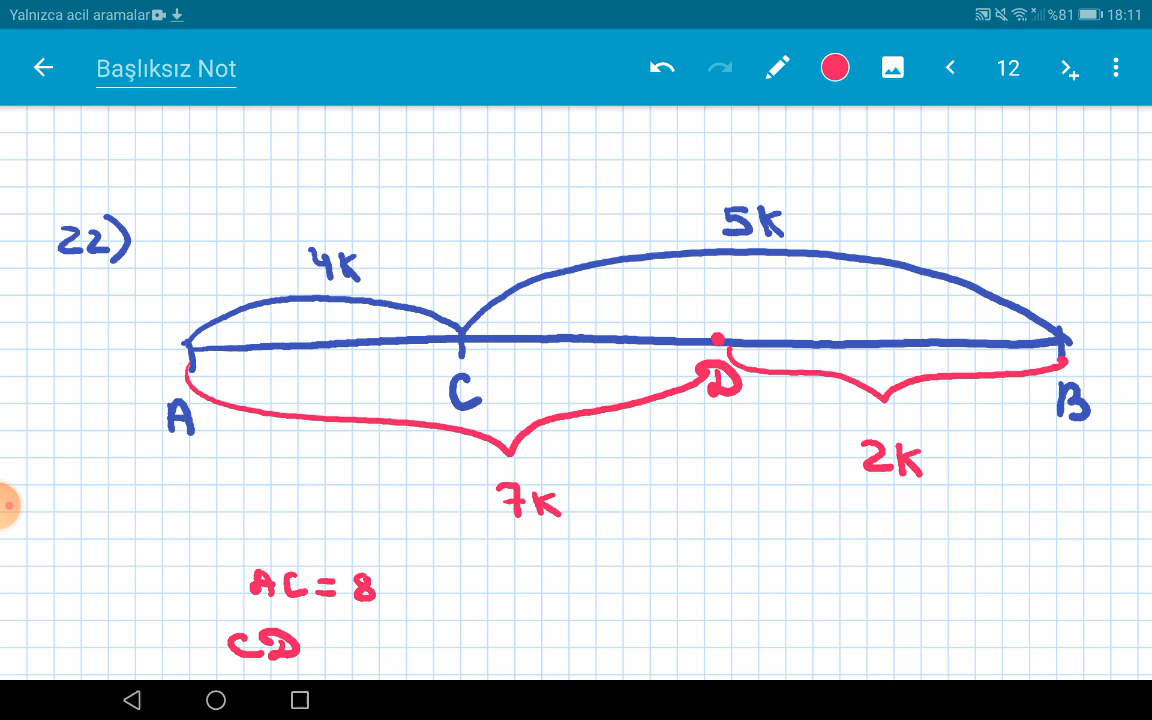 Yalnızca acil aramalar %81 18:11
Başlıksız Not 12
22)
4K
5K
A
C
D
B
7K
2K
AC = 8
CD